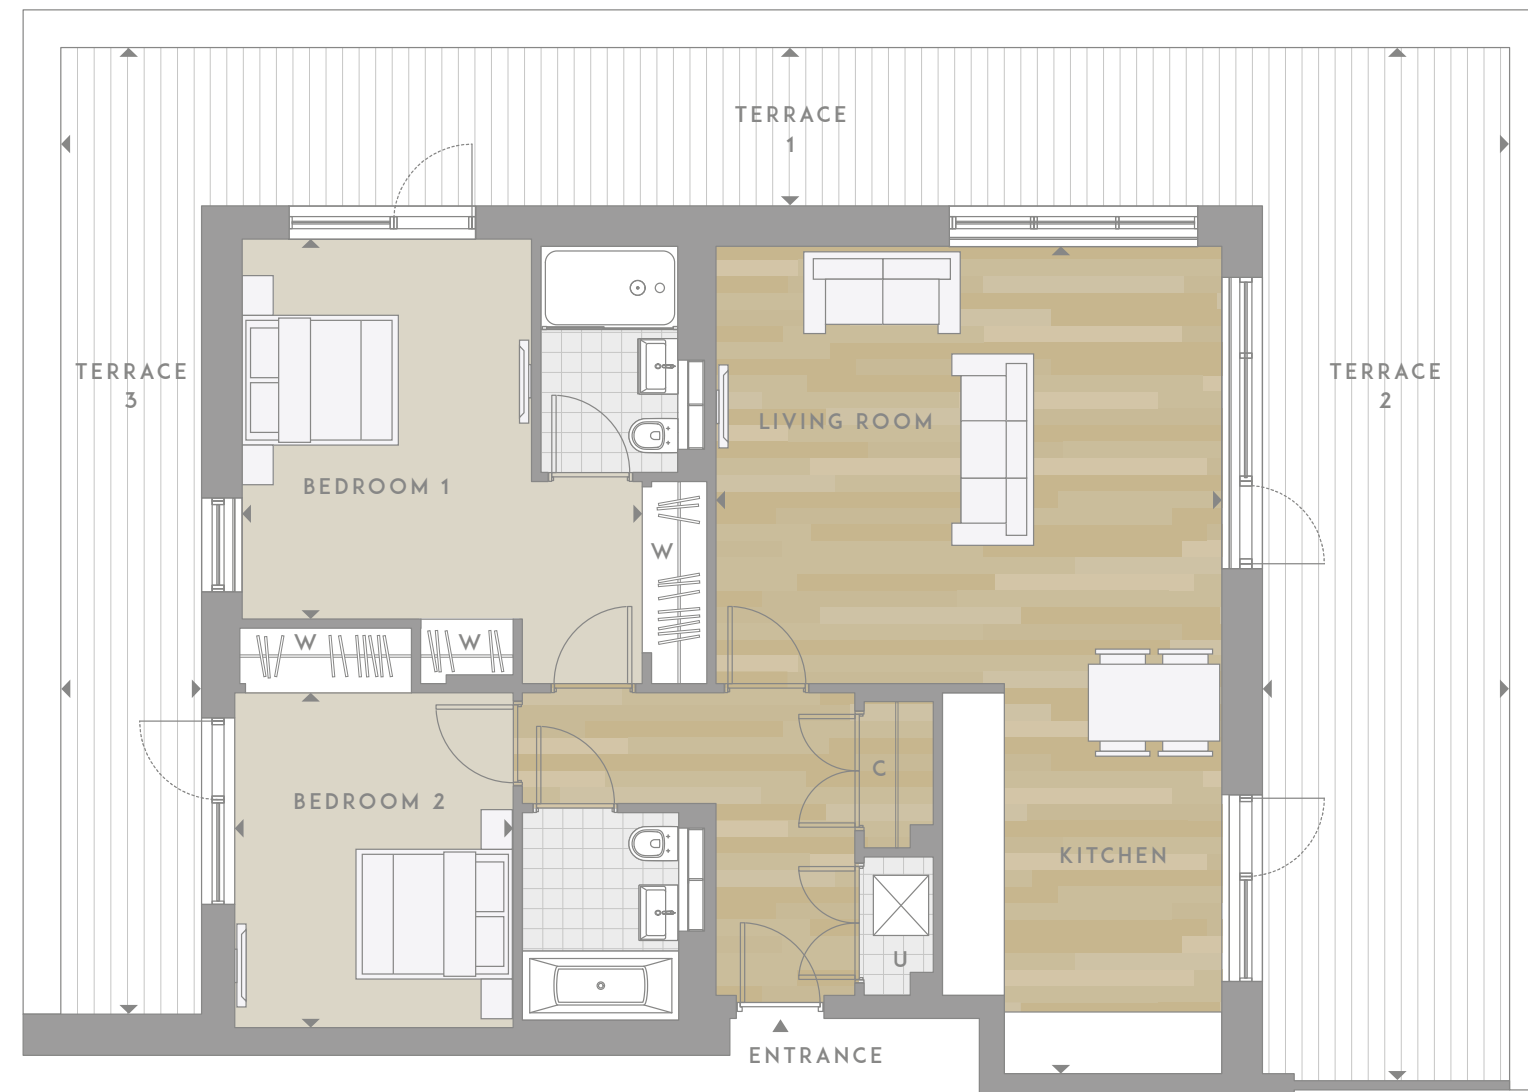 TERRACE
1
TERRACE
3
TERRACE
2
LIVING ROOM
BEDROOM 1
W
W
W
C
BEDROOM 2
KITCHEN
U
ENTRANCE